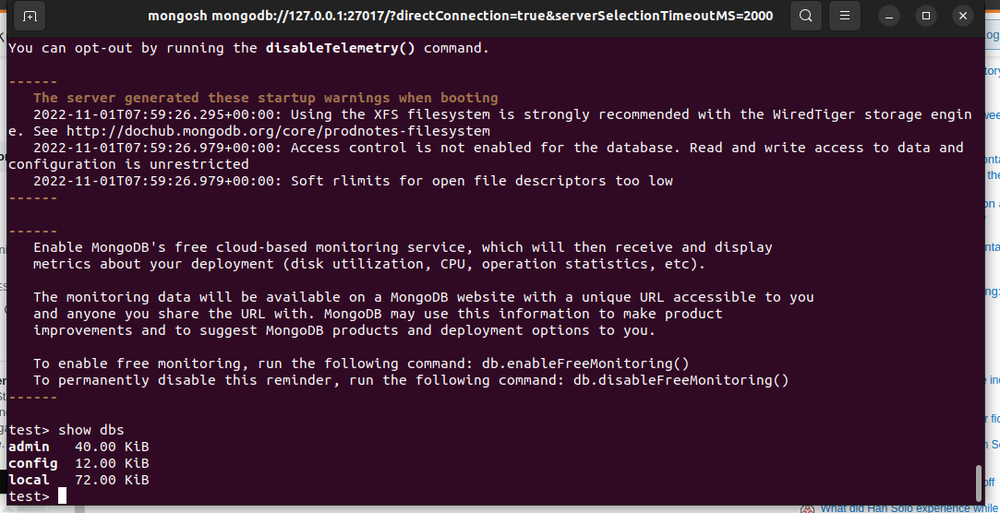 mongosh mongodb://127.0.0.1:27017/?directConnection=true&serverSelectionTimeoutMS=2000
You can opt-out by running the disableTelemetry() command.
------
The server generated these startup warnings when booting
2022-11-01T07:59:26.295+00:00: Using the XFS filesystem is strongly recommended with the WiredTiger storage engin
e. See http://dochub.mongodb.org/core/prodnotes-filesystem
2022-11-01T07:59:26.979+00:00: Access control is not enabled for the database. Read and write access to data and
configuration is unrestricted
2022-11-01T07:59:26.979+00:00: Soft rlimits for open file descriptors too low
------
------
Enable MongoDB's free cloud-based monitoring service, which will then receive and display
metrics about your deployment (disk utilization, CPU, operation statistics, etc).
The monitoring data will be available on a MongoDB website with a unique URL accessible to you
and anyone you share the URL with. MongoDB may use this information to make product
improvements and to suggest MongoDB products and deployment options to you.
To enable free monitoring, run the following command: db.enableFreeMonitoring()
To permanently disable this reminder, run the following command: db.disableFreeMonitoring()
------
test> show dbs
admin 40.00 KiB
config 12.00 KiB
local 72.00 KiB
test>
What did Han Solo experience while